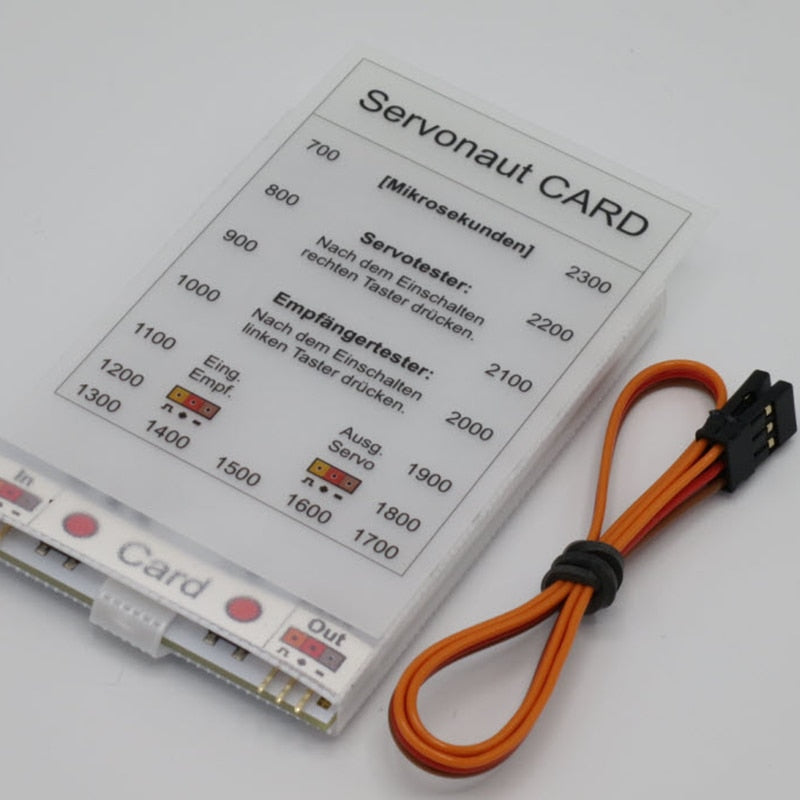 Servonaut CARD
700
[Mikrosekunden]
2300
800
Servotester:
Nach dem Einschalten
rechten Taster drücken.
2200
900
Empfängertester:
Nach dem Einschalten
linken Taster drücken.
2100
1000
2000
1100
Eing.
Empf.
Ausg.
Servo
1900
1200
1800
1300
1400
1500
1600
1700
In
Card
Out